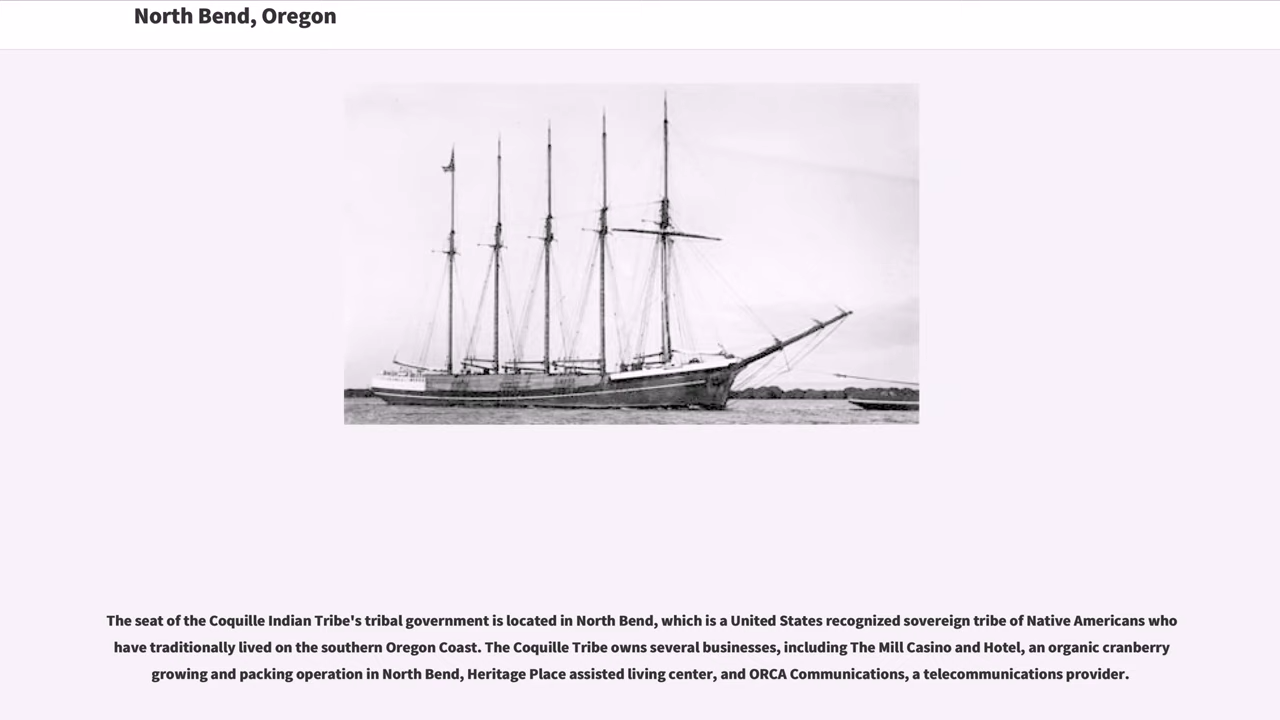 North Bend, Oregon
The seat of the Coquille Indian Tribe's tribal government is located in North Bend, which is a United States recognized sovereign tribe of Native Americans who
have traditionally lived on the southern Oregon Coast. The Coquille Tribe owns several businesses, including The Mill Casino and Hotel, an organic cranberry
growing and packing operation in North Bend, Heritage Place assisted living center, and ORCA Communications, a telecommunications provider.